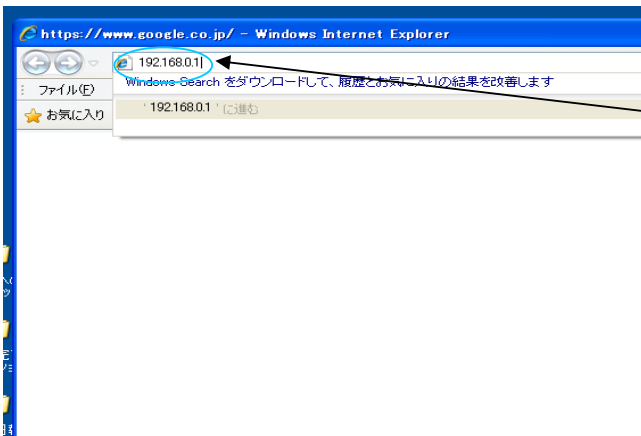 https://www.google.co.jp/ - Windows Internet Explorer
192.168.0.1
Windows Search をダウンロードして、履歴とお気に入りの結果を改善します
ファイル(F)
' 192.168.0.1 ' に進む
お気に入り